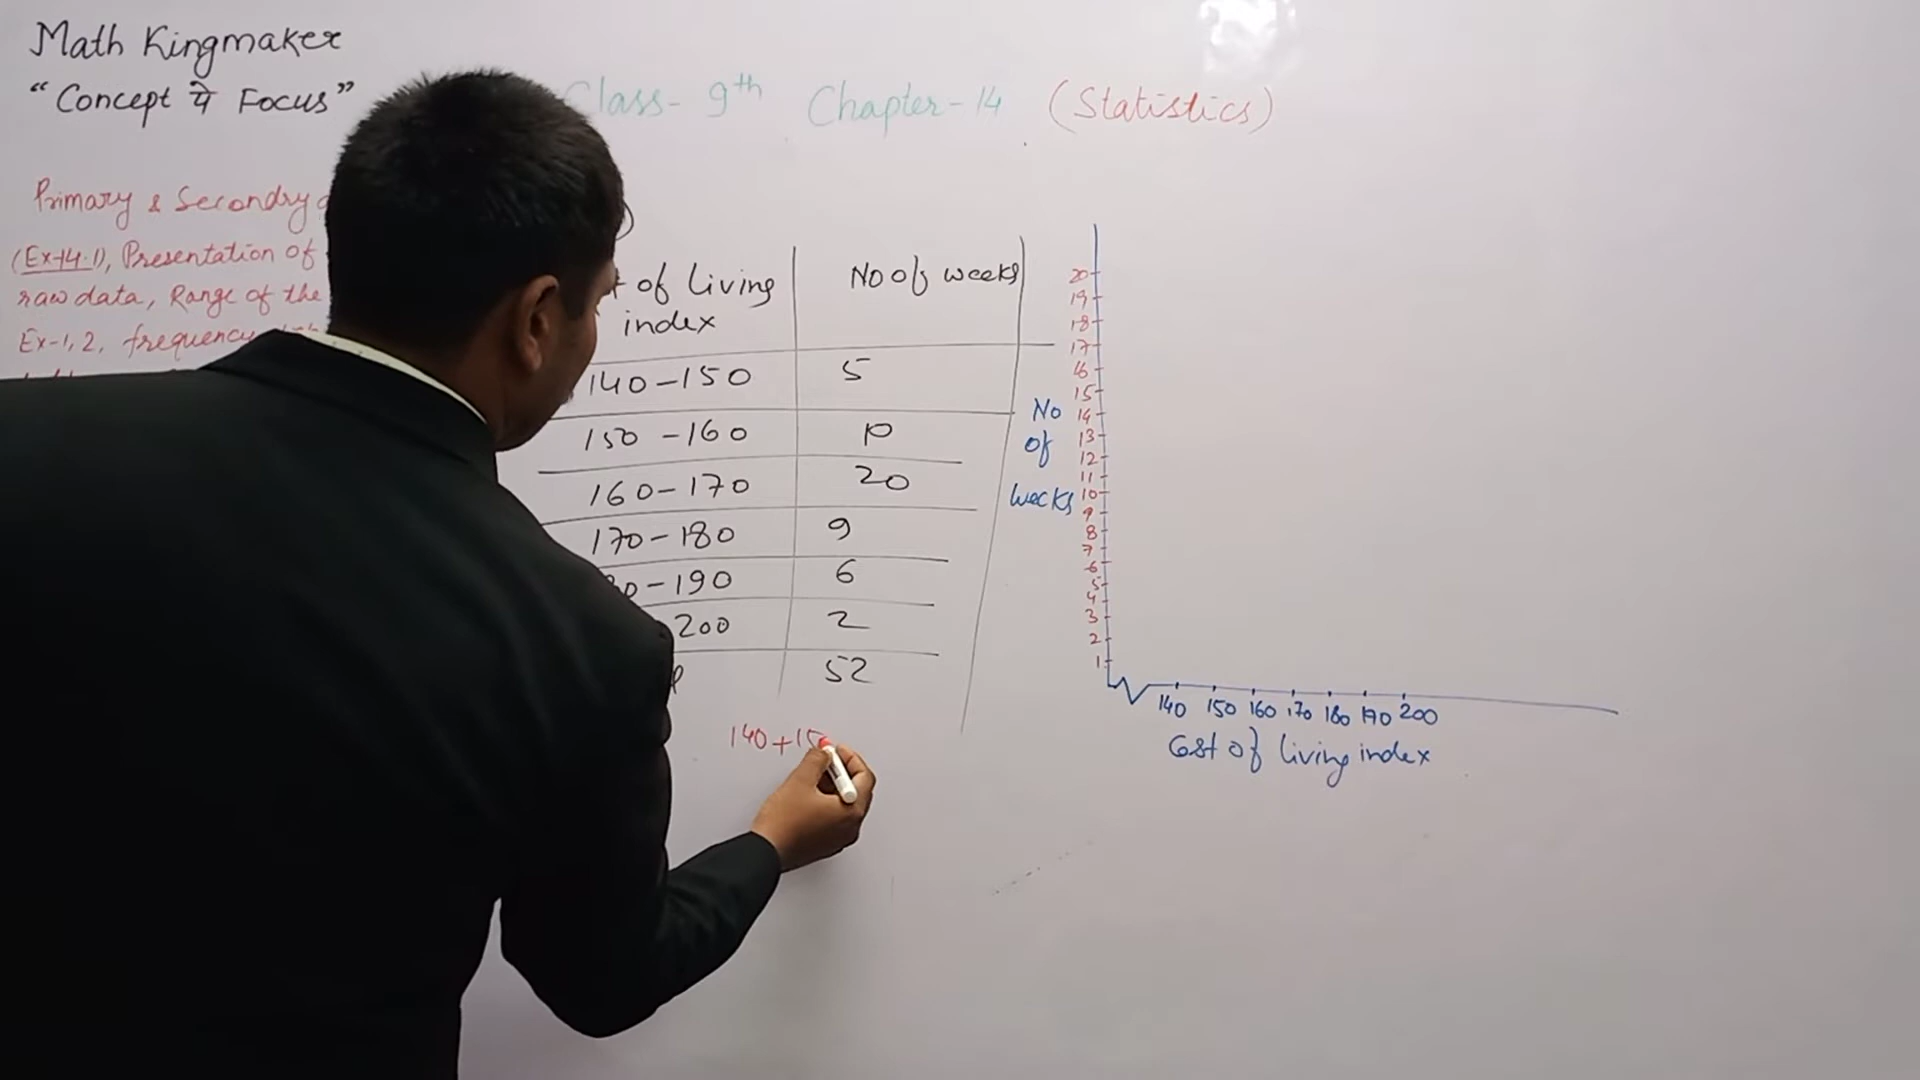 Math Kingmaker
"Concept पे Focus"
Class-9th Chapter-14 (Statistics)
Primary & Secondry
(Ex-14.1), Presentation of
raw data, Range of the
Ex-1, 2, frequency
of Living index
No of weeks
140-150 5
150-160 10
160-170 20
170-180 9
-190 6
200 2
52
140+15
20
19
18
17
16
15
14
13
12
11
10
9
8
7
6
5
4
3
2
1
No
of
weeks
140 150 160 170 180 190 200
Cost of living index